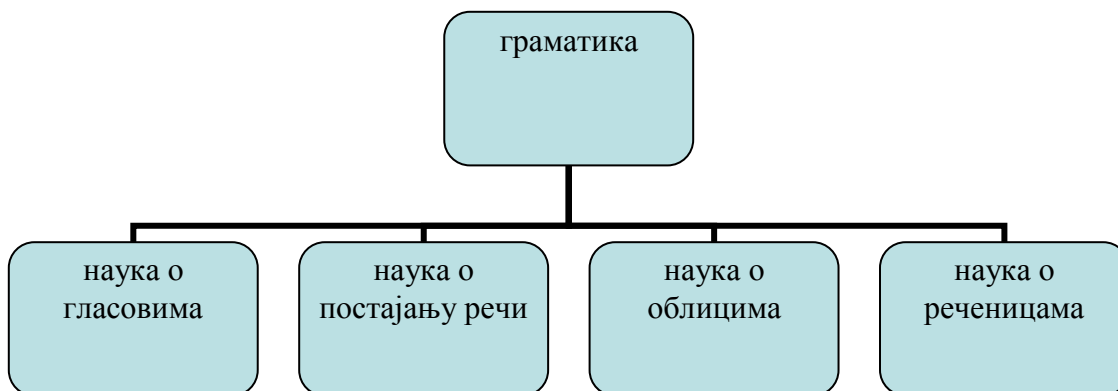 граматика
наука о
гласовима
наука о
постајању речи
наука о
облицима
наука о
реченицама